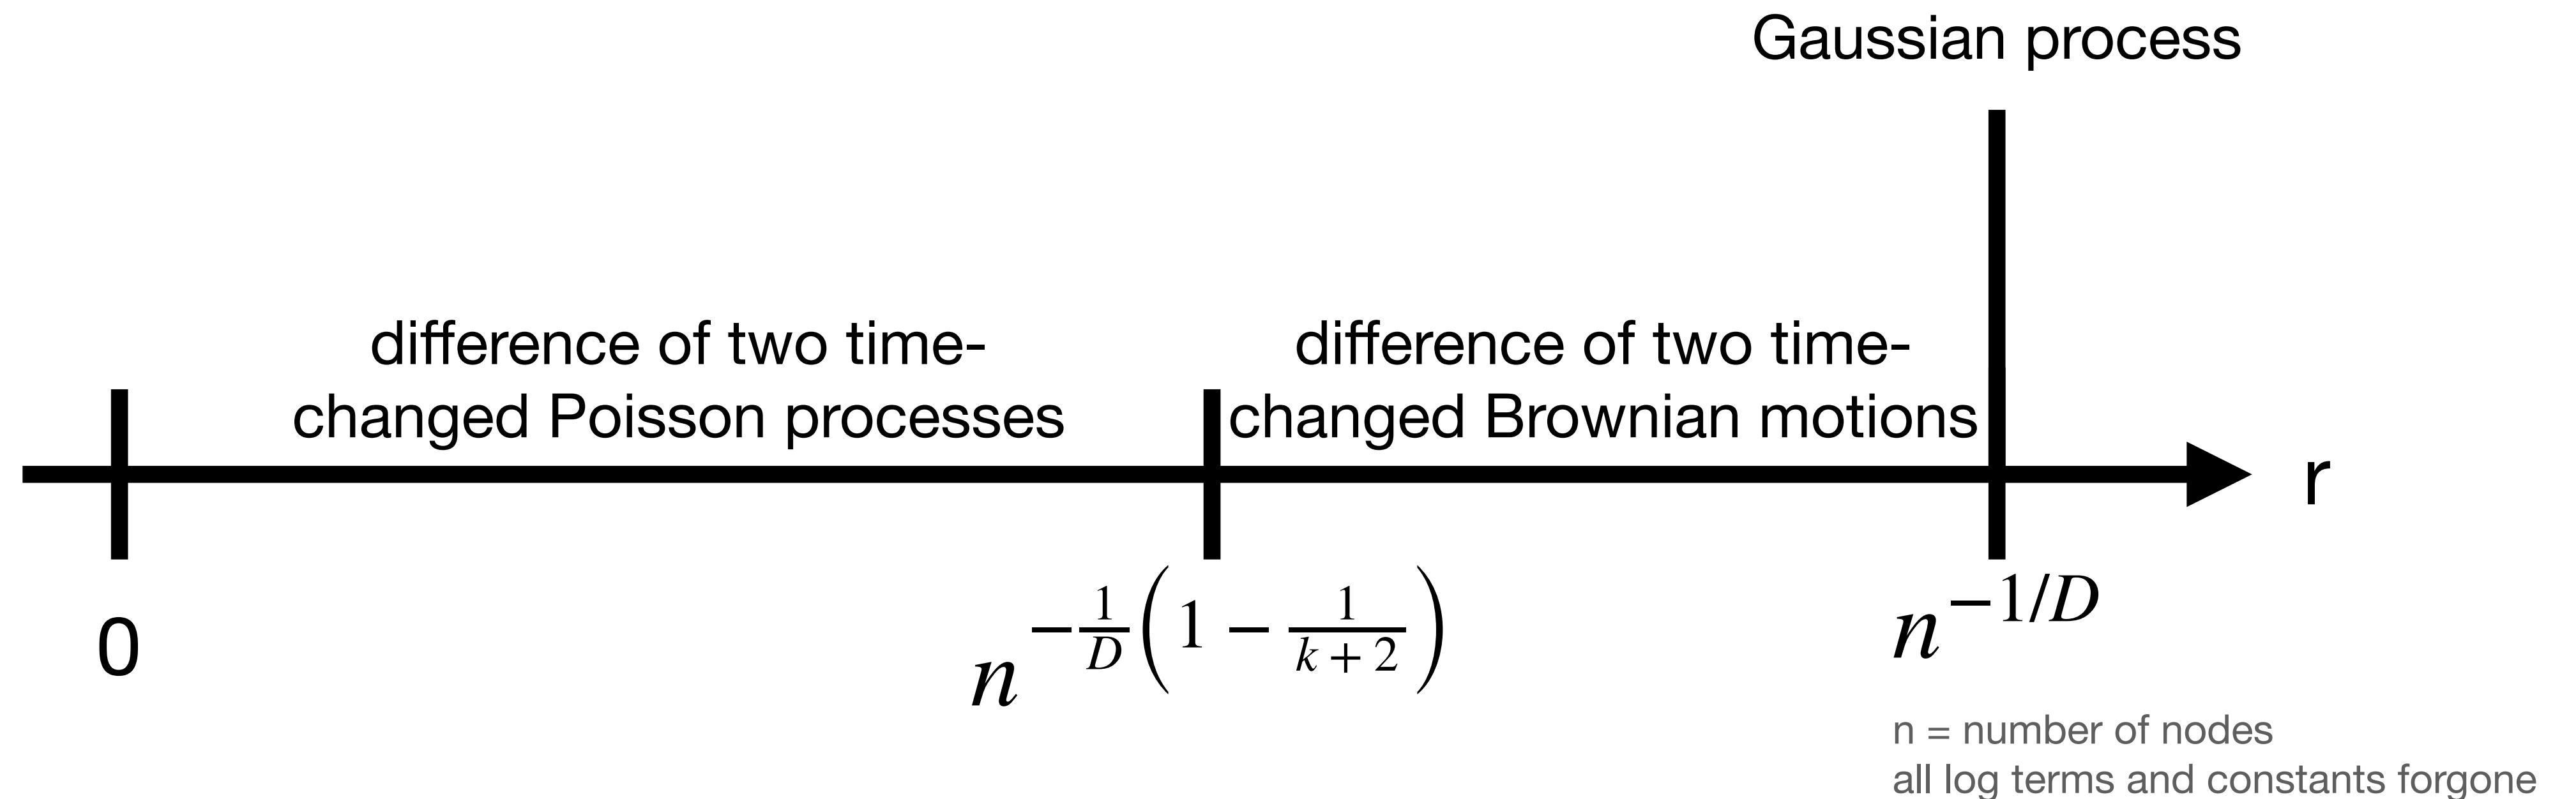 Gaussian process
difference of two time-
changed Poisson processes
difference of two time-
changed Brownian motions
r
0
n^{-\frac{1}{D}\left(1 - \frac{1}{k+2}\right)}
n^{-1/D}
n = number of nodes
all log terms and constants forgone